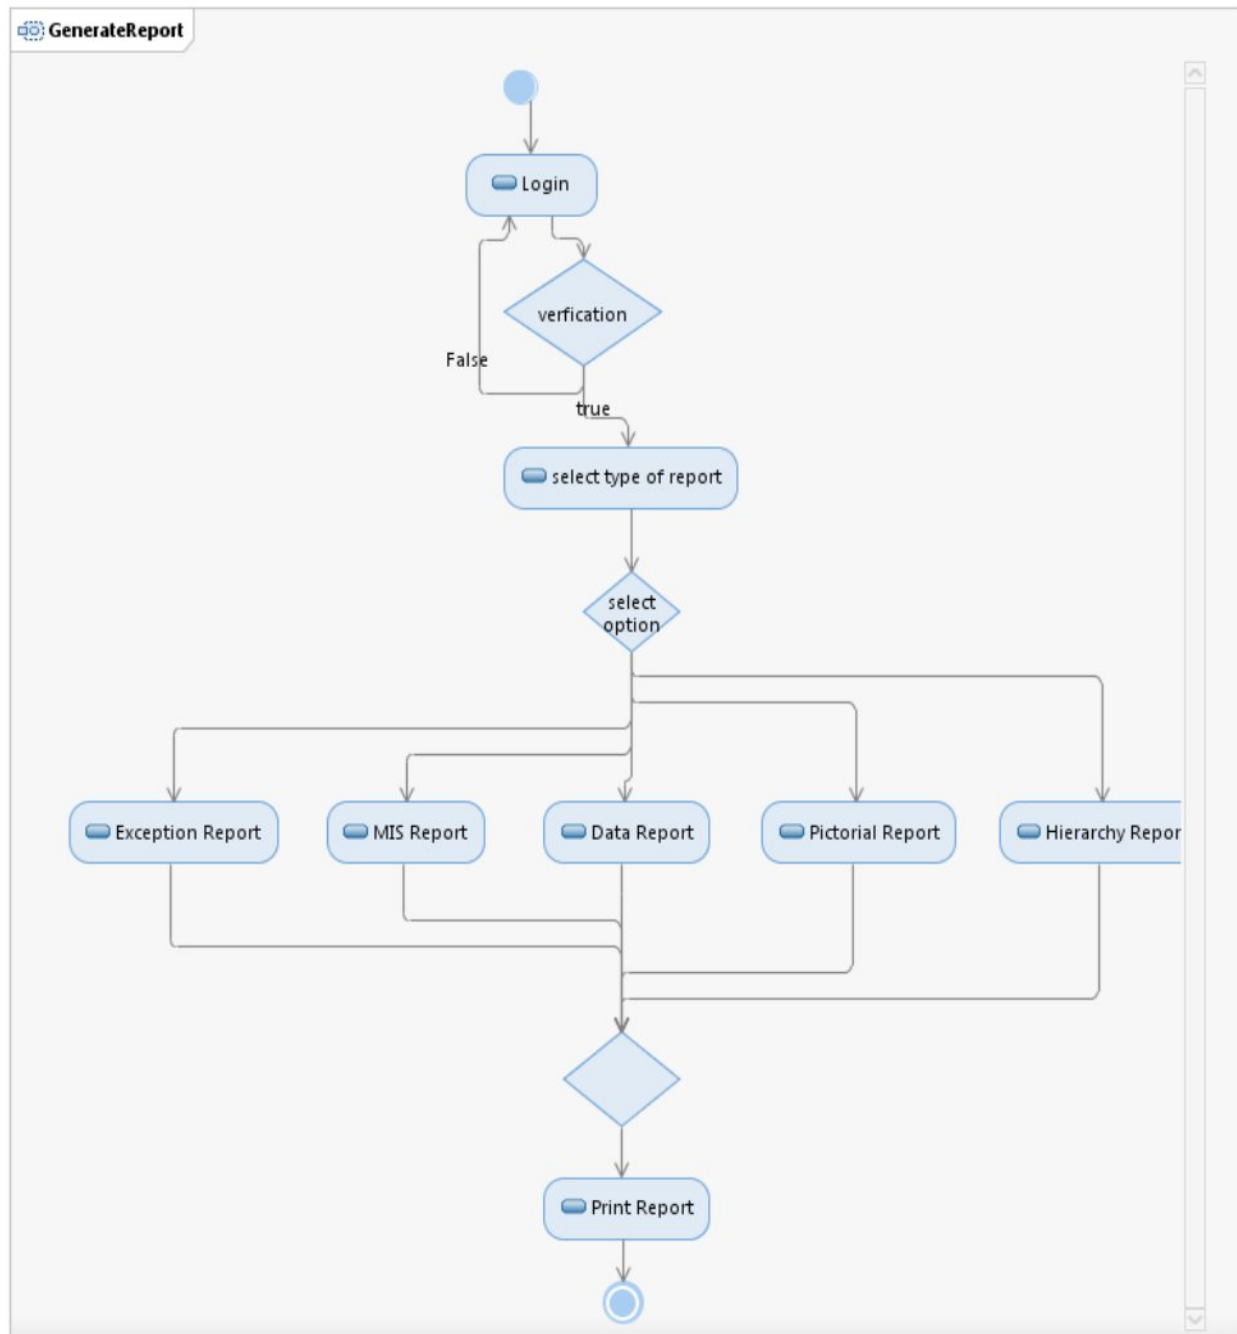 GenerateReport
Login
verfication
False
true
select type of report
select
option
Exception Report
MIS Report
Data Report
Pictorial Report
Hierarchy Repor
Print Report